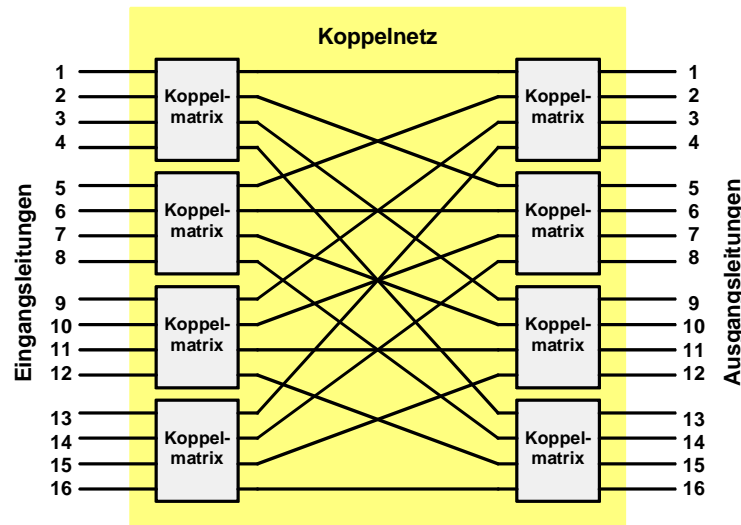 Koppelnetz
Eingangsleitungen
1
2
3
4
5
6
7
8
9
10
11
12
13
14
15
16
Koppel-
matrix
Koppel-
matrix
Koppel-
matrix
Koppel-
matrix
Koppel-
matrix
Koppel-
matrix
Koppel-
matrix
Koppel-
matrix
1
2
3
4
5
6
7
8
9
10
11
12
13
14
15
16
Ausgangsleitungen